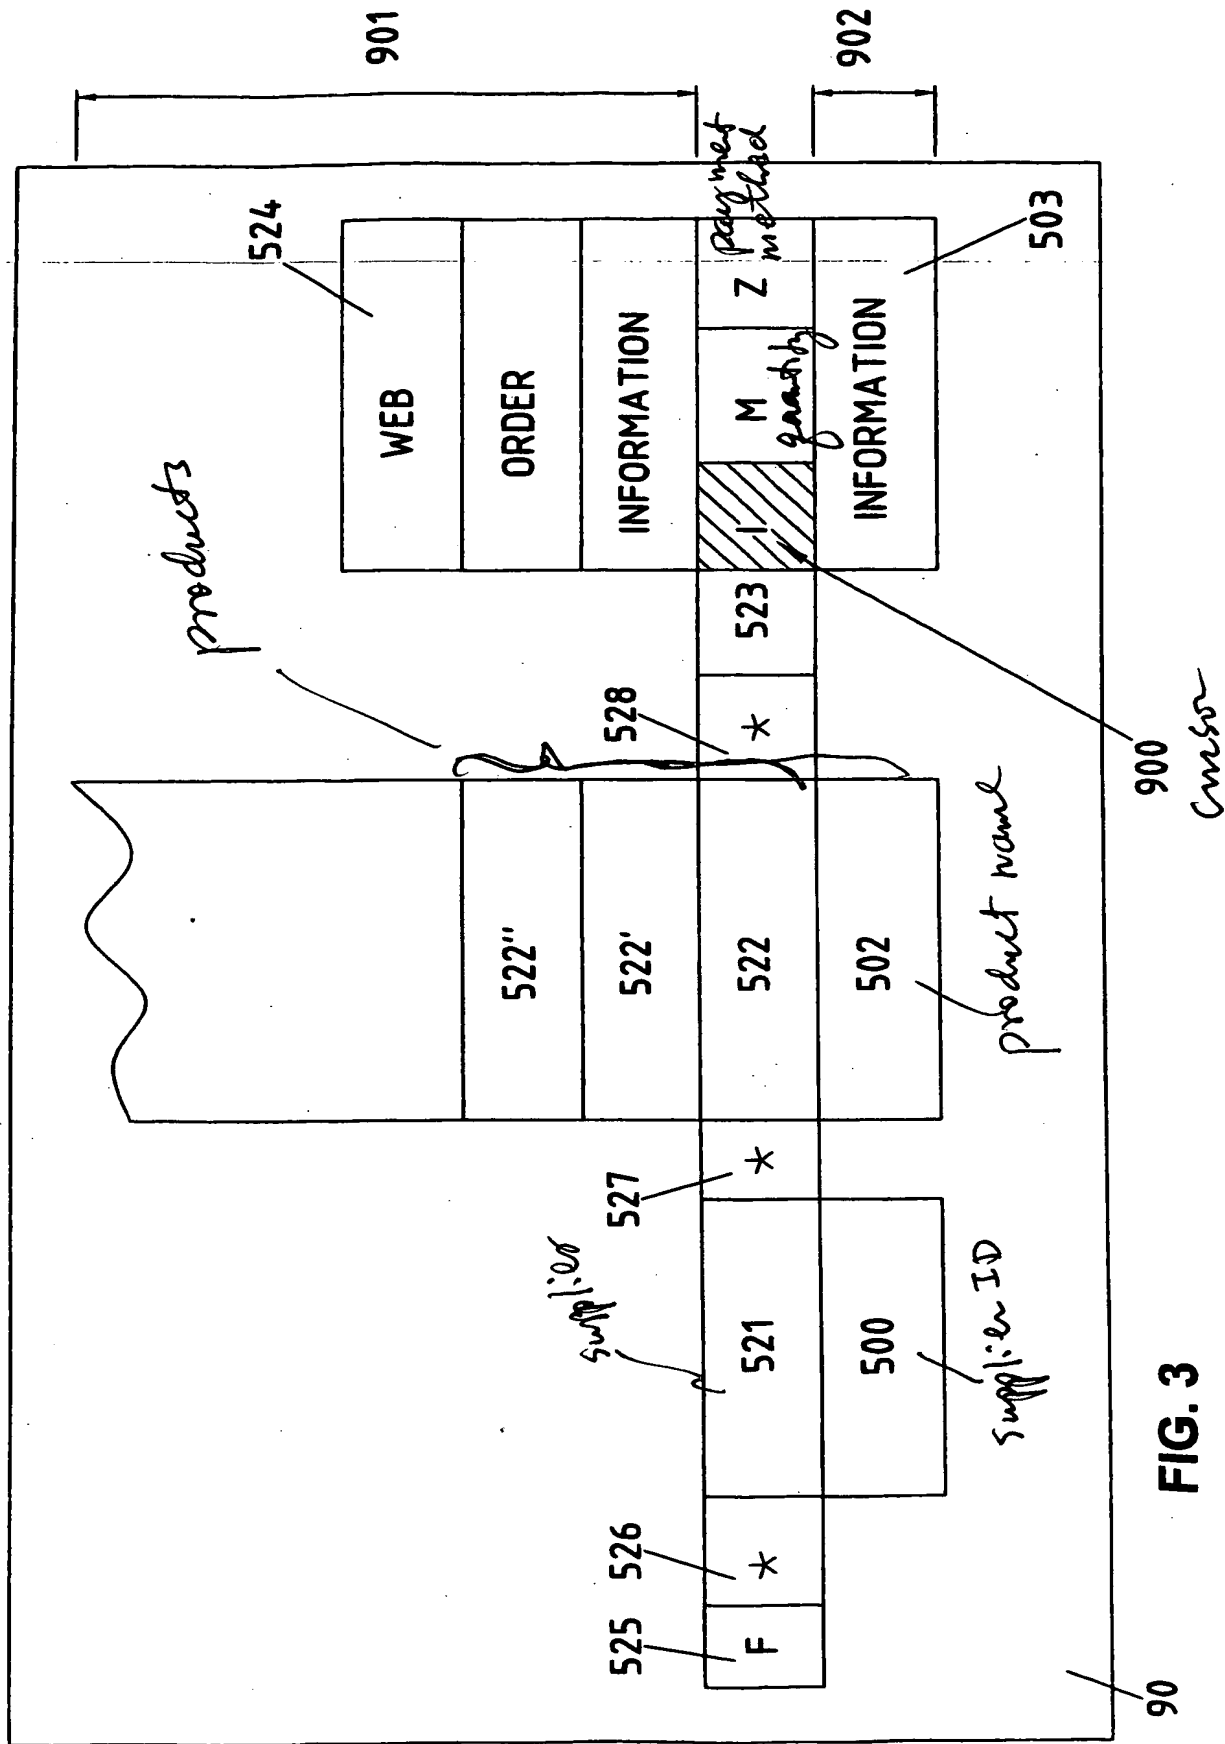 901
902
524
WEB
ORDER
INFORMATION
I
M
quantity
Z
payment
method
INFORMATION
503
products
528
*
523
522"
522'
522
502
product name
900
cursor
527
*
supplier
521
500
supplier ID
525
F
526
*
90
FIG. 3